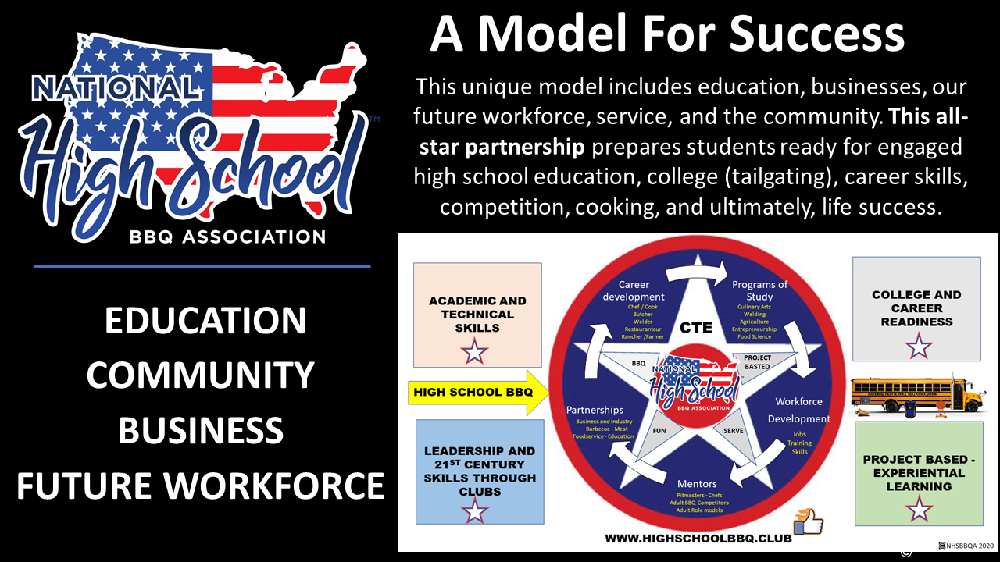 NATIONAL
High School
TM
BBQ ASSOCIATION
EDUCATION
COMMUNITY
BUSINESS
FUTURE WORKFORCE
A Model For Success
This unique model includes education, businesses, our
future workforce, service, and the community. This all-
star partnership prepares students ready for engaged
high school education, college (tailgating), career skills,
competition, cooking, and ultimately, life success.
ACADEMIC AND
TECHNICAL
SKILLS
HIGH SCHOOL BBQ
LEADERSHIP AND
21ST CENTURY
SKILLS THROUGH
CLUBS
Career
development
Chef / Cook
Butcher
Welder
Restauranteur
Rancher /Farmer
CTE
Programs of
Study
Culinary Arts
Welding
Agriculture
Entrepreneurship
Food Science
BBQ
PROJECT
BASTED
NATIONAL
High School
BBQ ASSOCIATION
Partnerships
Business and Industry
Barbecue - Meat
Foodservice - Education
Workforce
Development
Jobs
Training
Skills
FUN
SERVE
Mentors
Pitmasters - Chefs
Adult BBQ Competitors
Adult Role models
WWW.HIGHSCHOOLBBQ.CLUB
COLLEGE AND
CAREER
READINESS
NATIONAL HIGH SCHOOL BBQ ASSOCIATION
PROJECT BASED -
EXPERIENTIAL
LEARNING
© NHSBBQA 2020
©